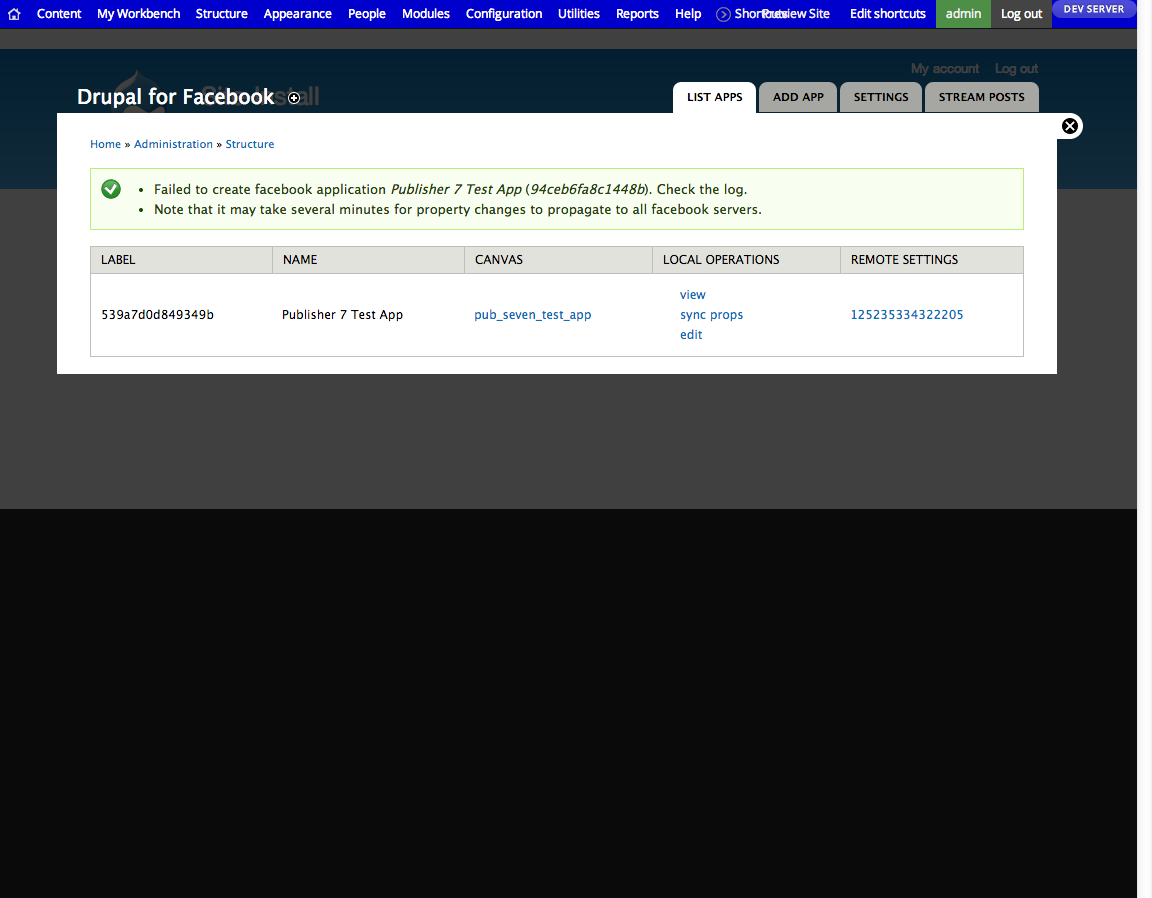 Content My Workbench Structure Appearance People Modules Configuration Utilities Reports Help Shortcuts Preview Site Edit shortcuts admin Log out DEV SERVER
My account Log out
Drupal for Facebook
LIST APPS ADD APP SETTINGS STREAM POSTS
Home » Administration » Structure
• Failed to create facebook application Publisher 7 Test App (94ceb6fa8c1448b). Check the log.
• Note that it may take several minutes for property changes to propagate to all facebook servers.
LABEL NAME CANVAS LOCAL OPERATIONS REMOTE SETTINGS
view
539a7d0d849349b Publisher 7 Test App pub_seven_test_app sync props 125235334322205
edit